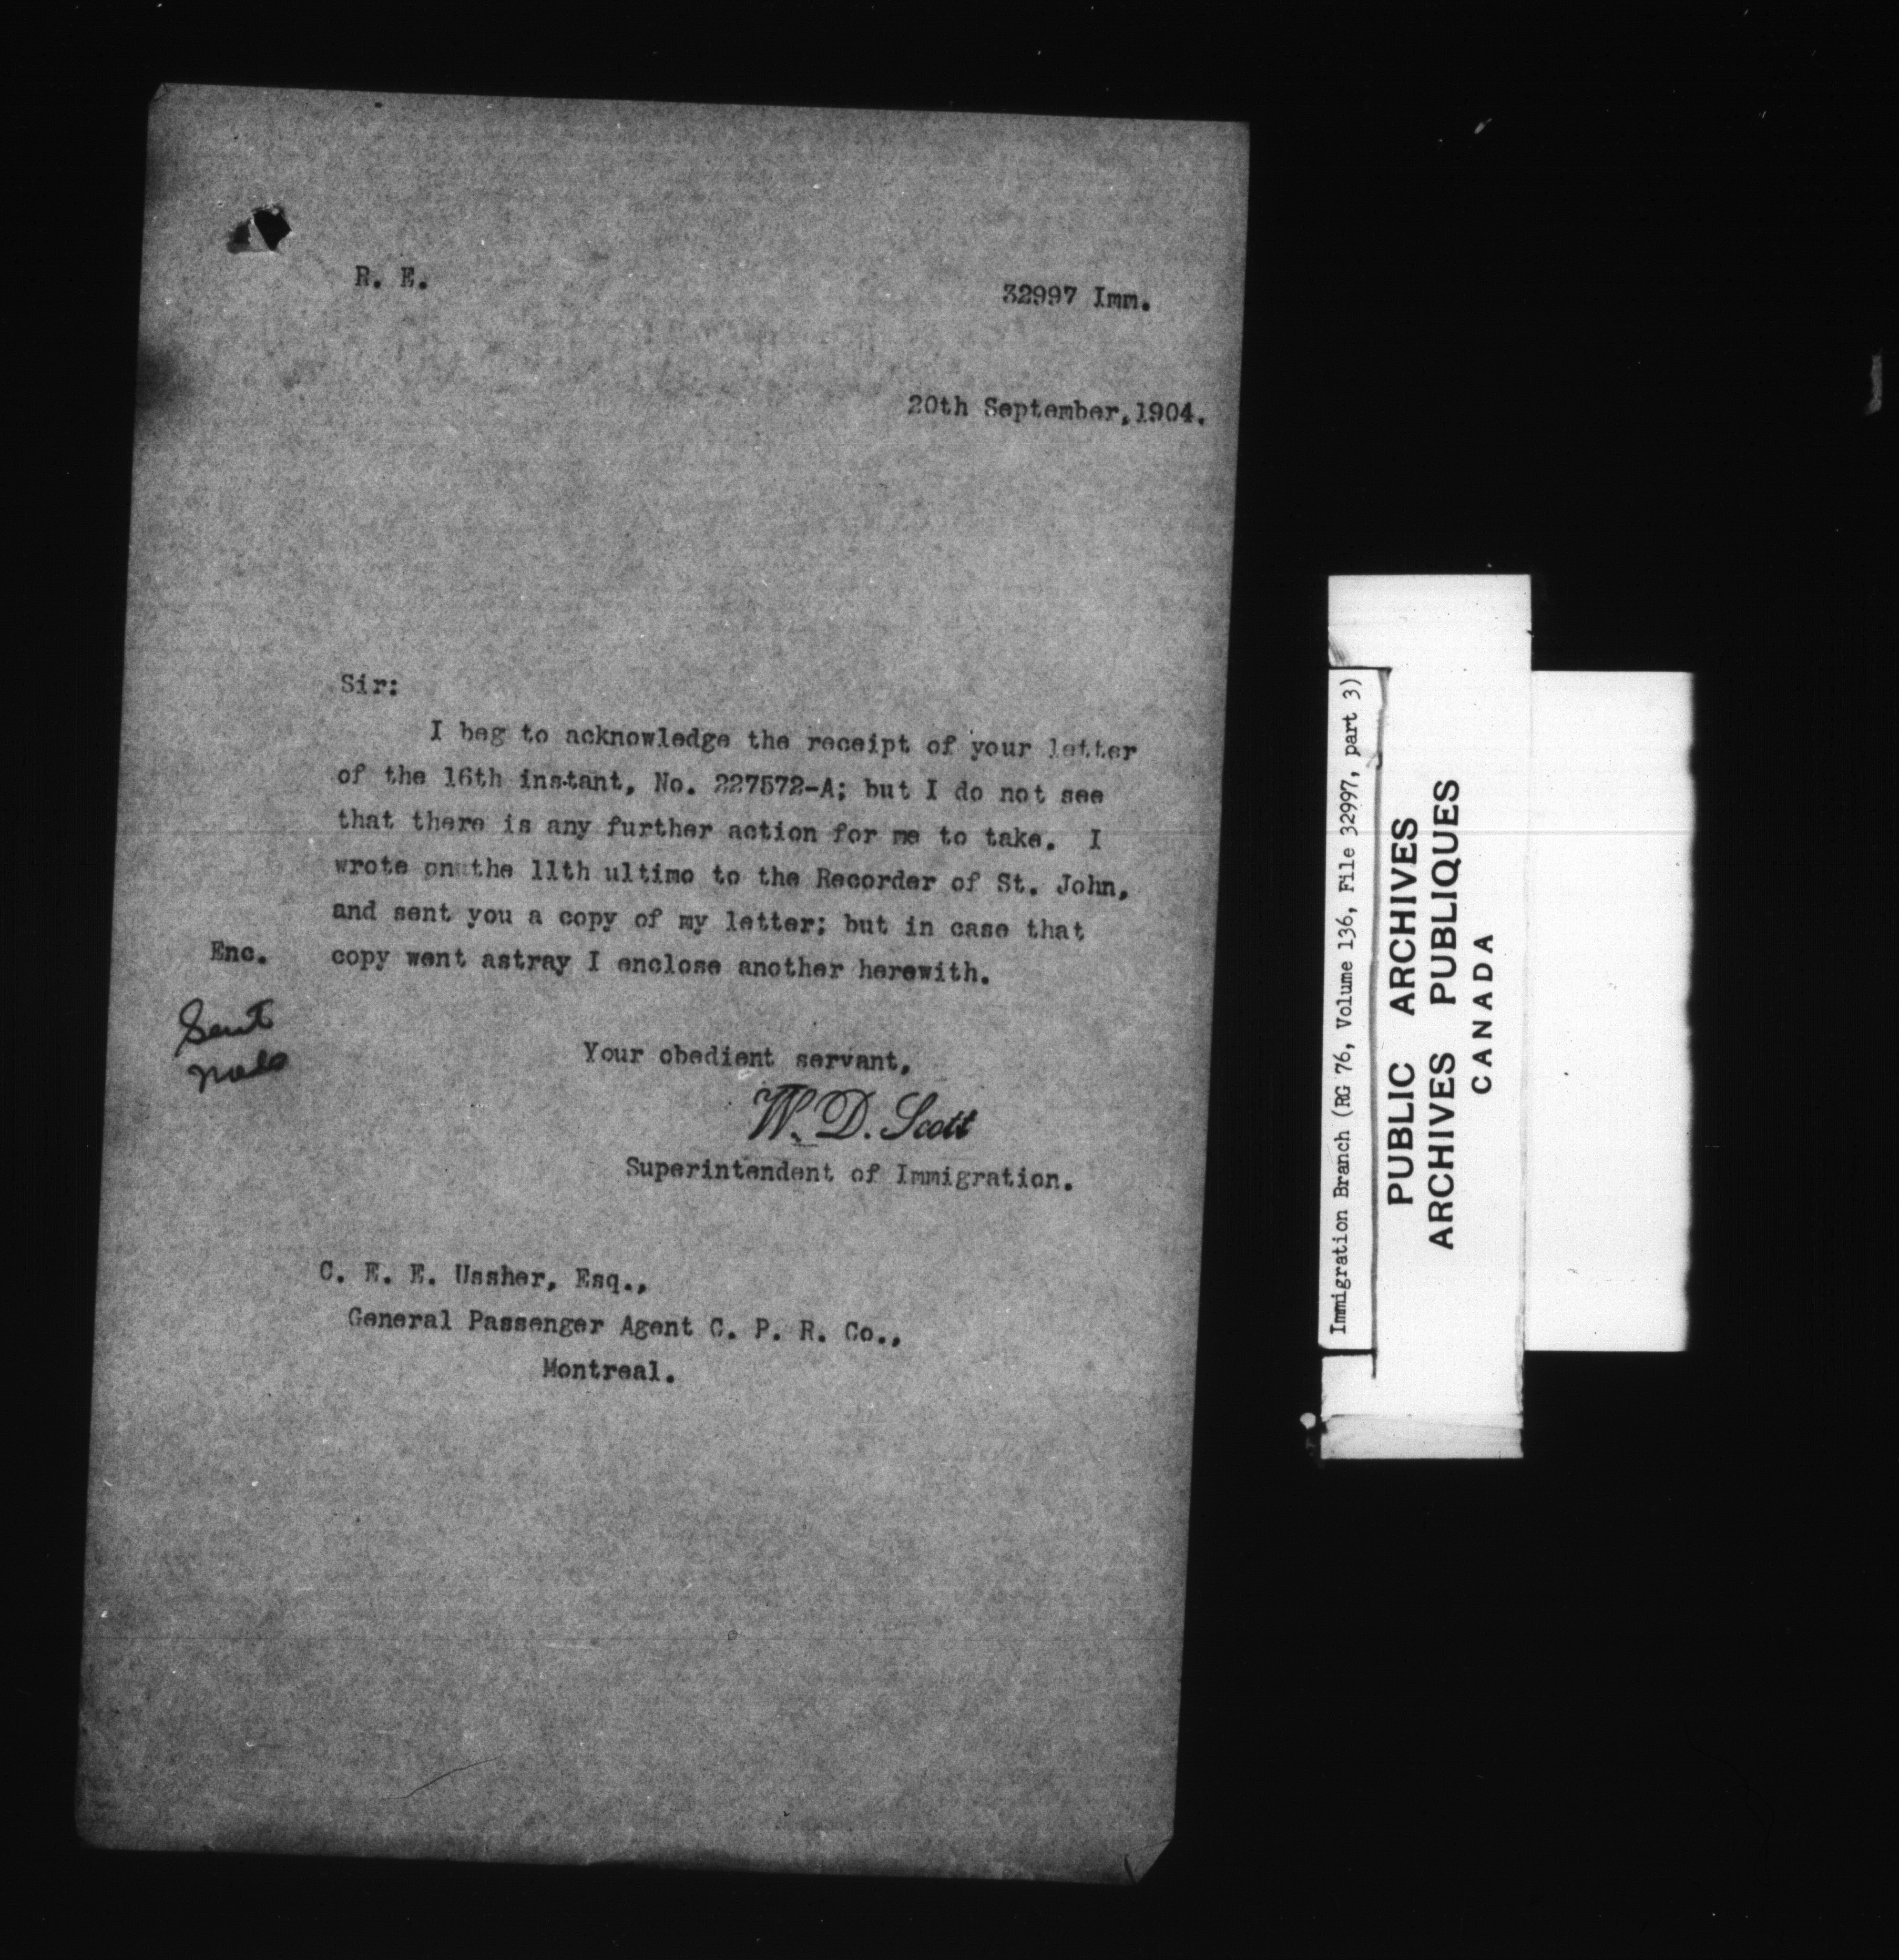 R. E.
32997 Imm.
20th September, 1904.
Sir:
I beg to acknowledge the receipt of your letter
of the 16th instant, No. 227572-A; but I do not see
that there is any further action for me to take. I
wrote on the 11th ultimo to the Recorder of St. John,
and sent you a copy of my letter; but in case that
Enc. copy went astray I enclose another herewith.
Sent
Your obedient servant,
W. D. Scott
Superintendent of Immigration.
C. E. E. Ussher, Esq.,
General Passenger Agent C. P. R. Co.,
Montreal.
Immigration Branch (RG 76, Volume 136, File 32997, part 3)
PUBLIC ARCHIVES
ARCHIVES PUBLIQUES
CANADA